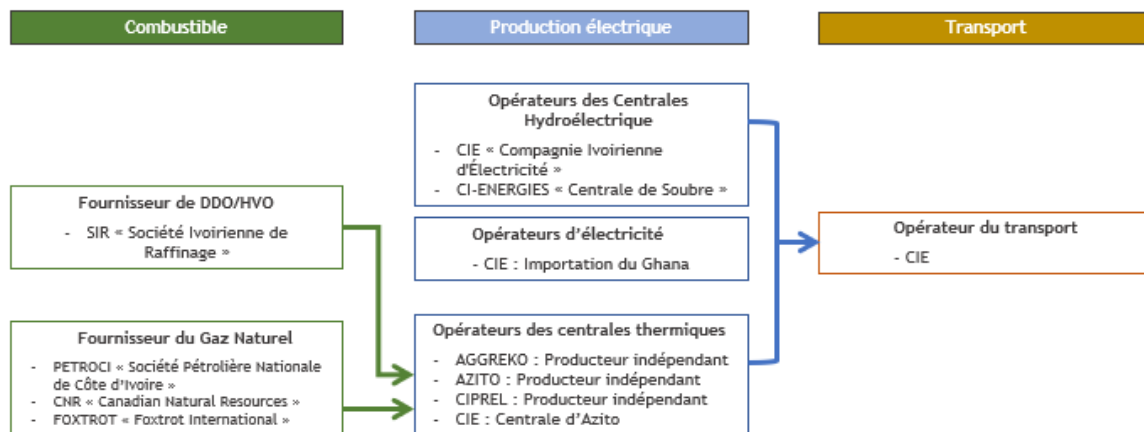 Combustible
Production électrique
Transport
Opérateurs des Centrales
Hydroélectrique
- CIE « Compagnie Ivoirienne
d'Électricité »
- CI-ENERGIES « Centrale de Soubre »
Fournisseur de DDO/HVO
- SIR « Société Ivoirienne de
Raffinage »
Opérateurs d'électricité
- CIE : Importation du Ghana
Opérateur du transport
- CIE
Fournisseur du Gaz Naturel
- PETROCI « Société Pétrolière Nationale
de Côte d'Ivoire »
- CNR « Canadian Natural Resources »
- FOXTROT « Foxtrot International »
Opérateurs des centrales thermiques
- AGGREKO : Producteur indépendant
- AZITO : Producteur indépendant
- CIPREL : Producteur indépendant
- CIE : Centrale d'Azito